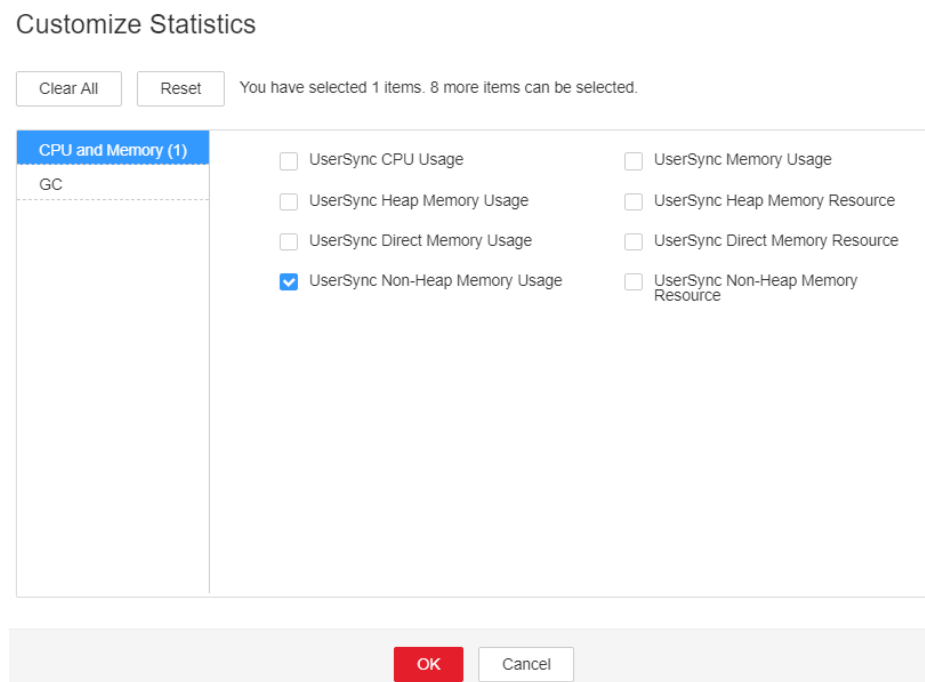 Customize Statistics
Clear All Reset You have selected 1 items. 8 more items can be selected.
CPU and Memory (1)
GC
UserSync CPU Usage UserSync Memory Usage
UserSync Heap Memory Usage UserSync Heap Memory Resource
UserSync Direct Memory Usage UserSync Direct Memory Resource
UserSync Non-Heap Memory Usage UserSync Non-Heap Memory
Resource
OK Cancel